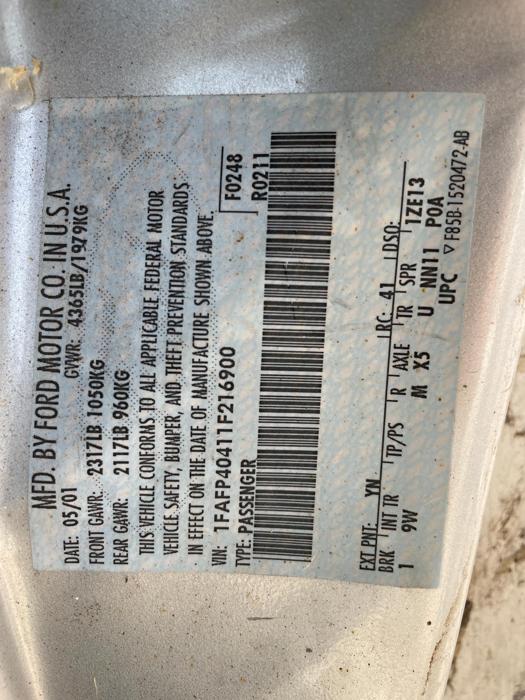 MFD. BY FORD MOTOR CO. IN U.S.A.
DATE: 05/01 GVWR: 4365LB/1979KG
FRONT GAWR: 2317LB 1050KG
REAR GAWR: 2117LB 960KG
THIS VEHICLE CONFORMS TO ALL APPLICABLE FEDERAL MOTOR
VEHICLE SAFETY, BUMPER, AND THEFT PREVENTION STANDARDS
IN EFFECT ON THE DATE OF MANUFACTURE SHOWN ABOVE.
VIN: 1FAFP40411F216900 F0248
TYPE: PASSENGER R0211
EXT PNT: YN RC: 41 DSO:
BRK INT TR TP/PS R AXLE TR SPR 1ZE13
1 9W M X5 U NN11 P0A
UPC ▽ F85B-1520472-AB